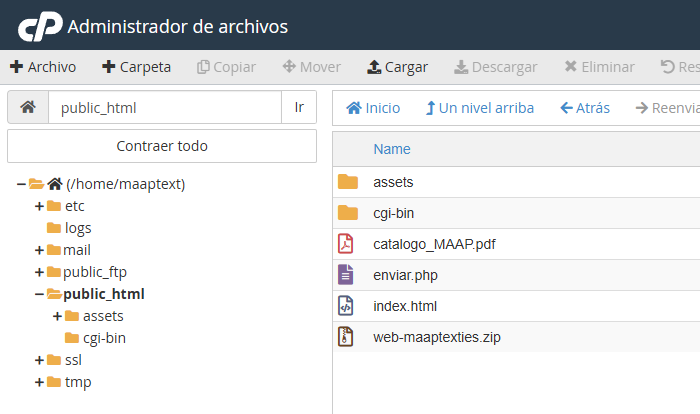 cP Administrador de archivos
Archivo Carpeta Copiar Mover Cargar Descargar Eliminar Res
public_html Ir
Contraer todo
(/home/maaptext)
etc
logs
mail
public_ftp
public_html
assets
cgi-bin
ssl
tmp
Inicio Un nivel arriba Atrás Reenvia
Name
assets
cgi-bin
catalogo_MAAP.pdf
enviar.php
index.html
web-maaptexties.zip